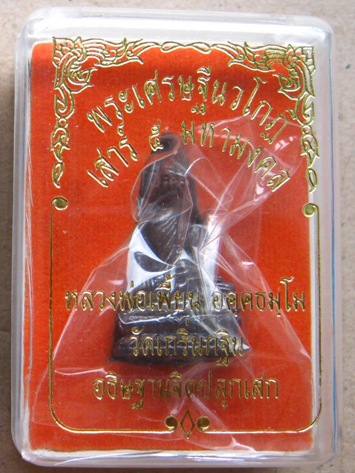 พระเศรษฐีนวโกฏิ
เสาร์ ๕ มหามงคล
หลวงพ่อเพี้ยน อคฺคธมฺโม
วัดเกริ่นกฐิน
อธิษฐานจิตปลุกเสก